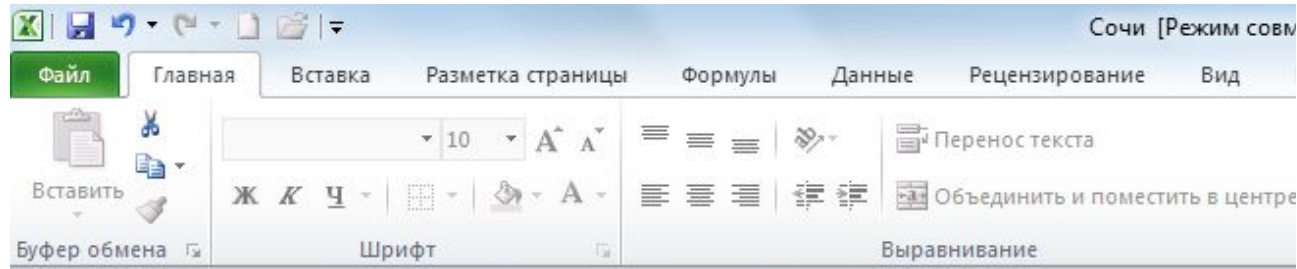 Сочи [Режим совм
Файл Главная Вставка Разметка страницы Формулы Данные Рецензирование Вид
10 А А Перенос текста
Вставить Ж К Ч А Объединить и поместить в центре
Буфер обмена Шрифт Выравнивание